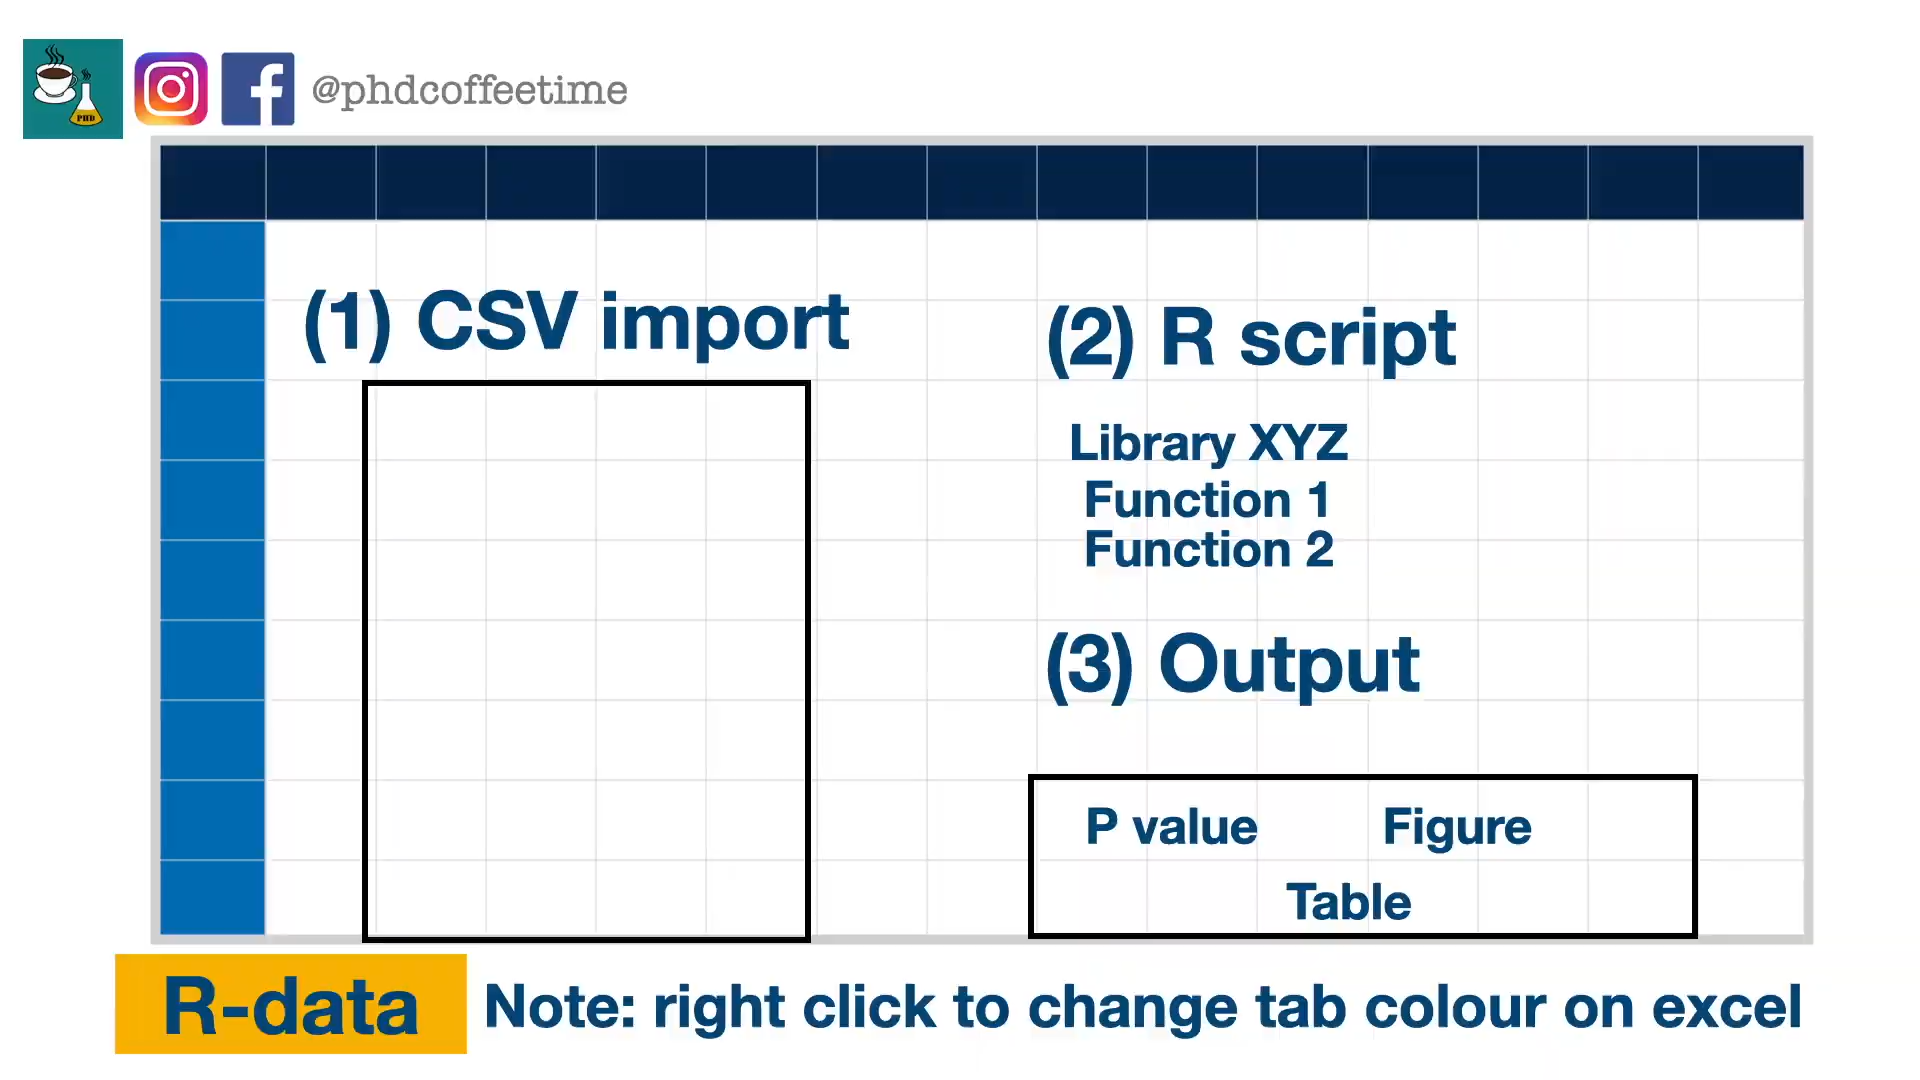 PHD
@phdcoffeetime
(1) CSV import
(2) R script
Library XYZ
Function 1
Function 2
(3) Output
P value Figure
Table
R-data
Note: right click to change tab colour on excel